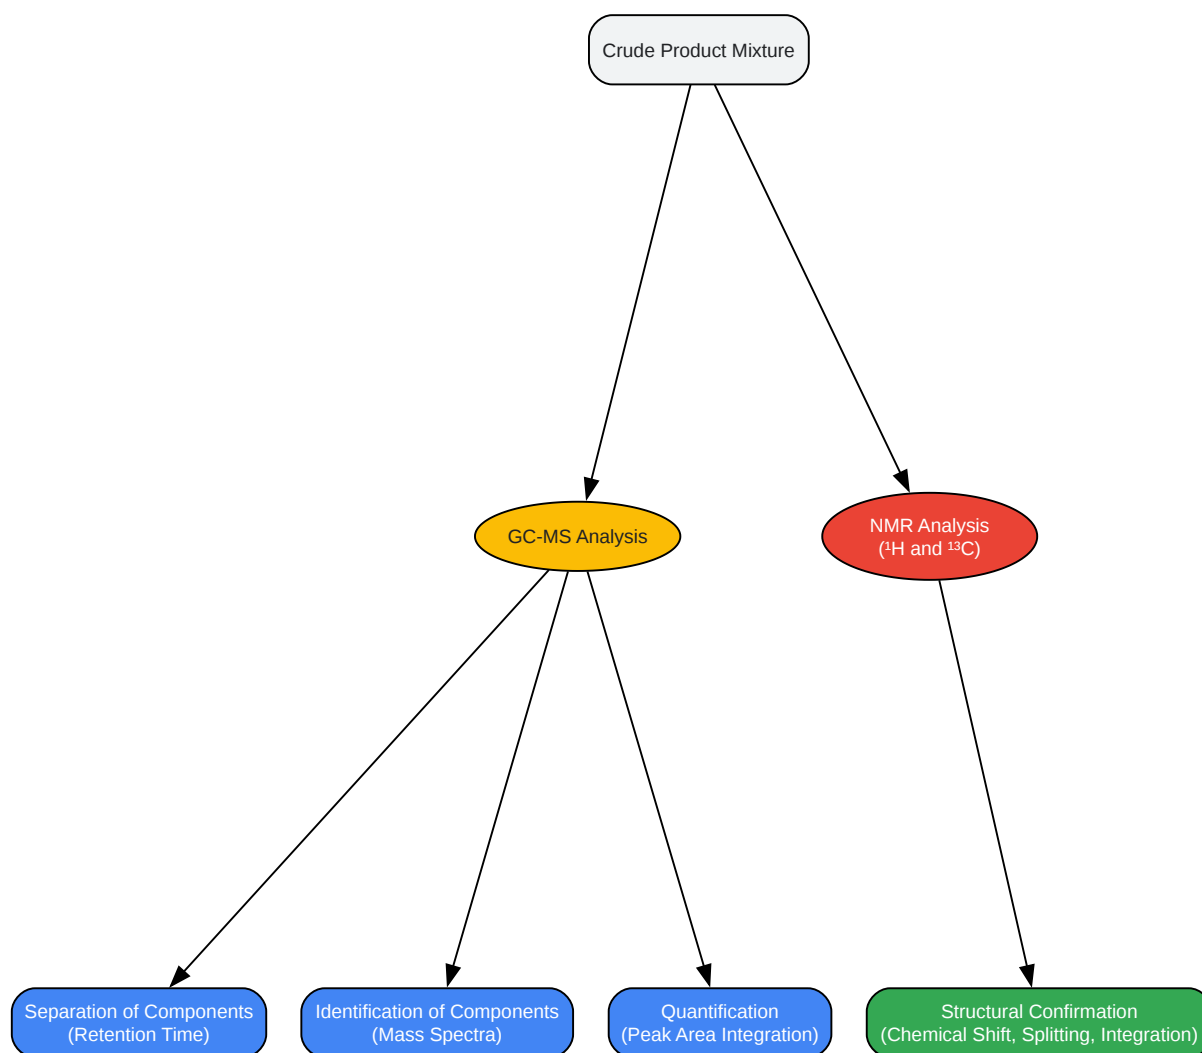 Crude Product Mixture
GC-MS Analysis
NMR Analysis
(¹H and ¹³C)
Separation of Components
(Retention Time)
Identification of Components
(Mass Spectra)
Quantification
(Peak Area Integration)
Structural Confirmation
(Chemical Shift, Splitting, Integration)